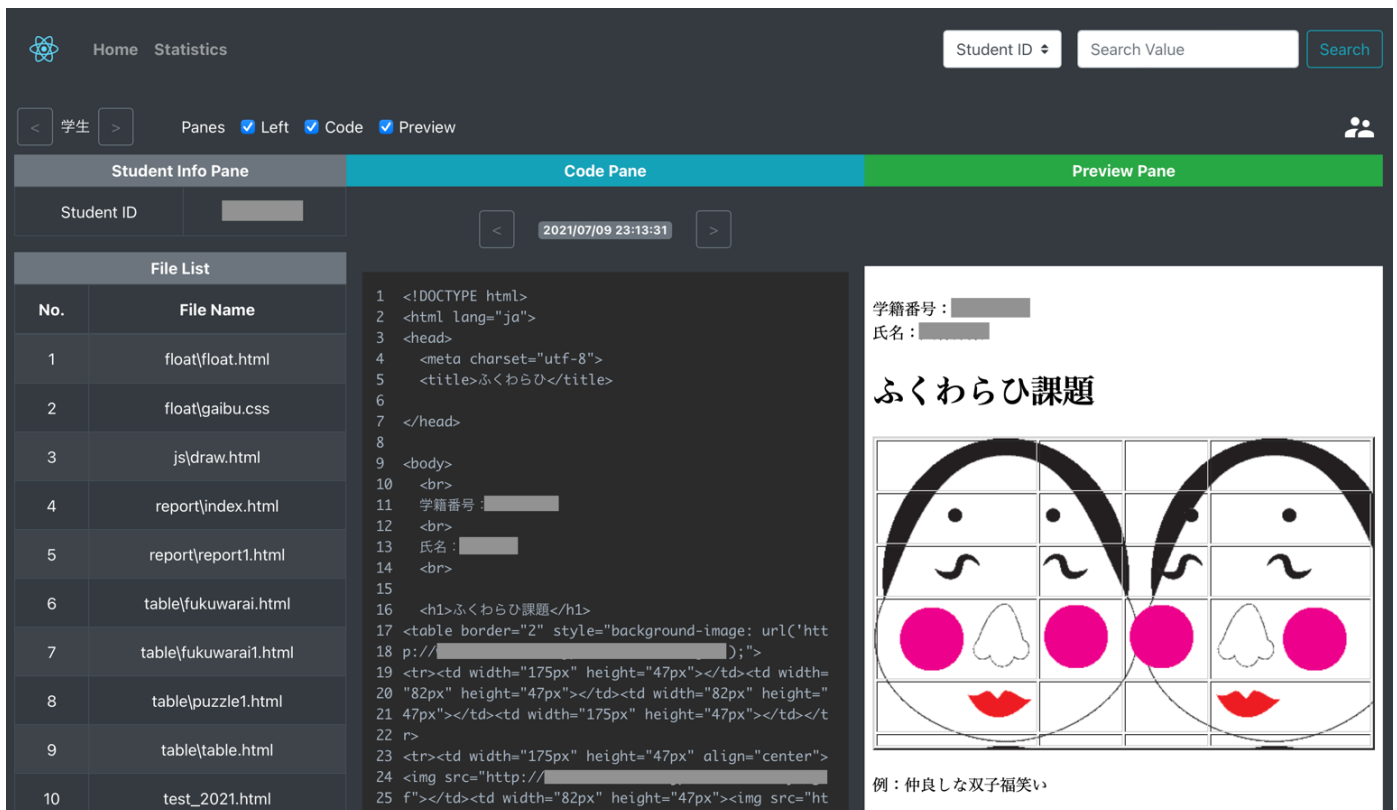 Home Statistics Student ID Search Value Search
< 学生 > Panes Left Code Preview
Student Info Pane
Student ID
File List
No. File Name
1 float\float.html
2 float\gaibu.css
3 js\draw.html
4 report\index.html
5 report\report1.html
6 table\fukuwarai.html
7 table\fukuwarai1.html
8 table\puzzle1.html
9 table\table.html
10 test_2021.html
Code Pane
< 2021/07/09 23:13:31 >
1 <!DOCTYPE html>
2 <html lang="ja">
3 <head>
4 <meta charset="utf-8">
5 <title>ふくわらひ</title>
6
7 </head>
8
9 <body>
10 <br>
11 学籍番号:
12 <br>
13 氏名:
14 <br>
15
16 <h1>ふくわらひ課題</h1>
17 <table border="2" style="background-image: url('htt
18 p://);">
19 <tr><td width="175px" height="47px"></td><td width=
20 "82px" height="47px"></td><td width="82px" height="
21 47px"></td><td width="175px" height="47px"></td></t
22 r>
23 <tr><td width="175px" height="47px" align="center">
24 <img src="http://
25 f"></td><td width="82px" height="47px"><img src="ht
Preview Pane
学籍番号:
氏名:
ふくわらひ課題
例:仲良しな双子福笑い